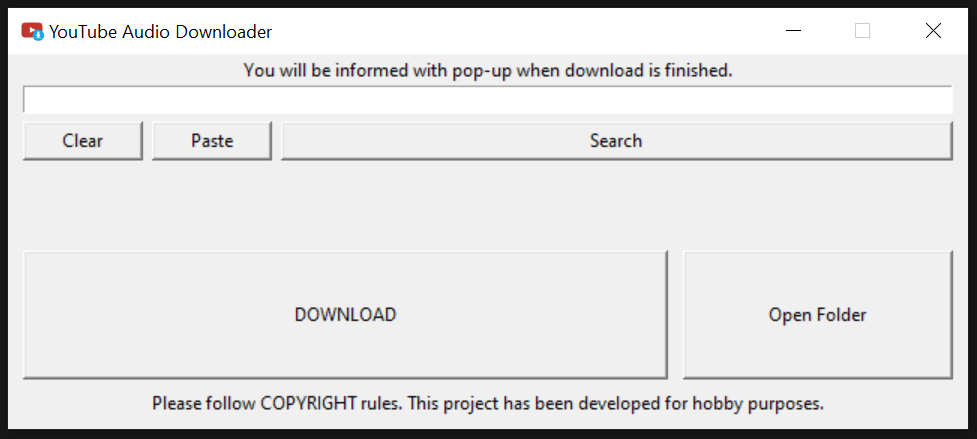 YouTube Audio Downloader
You will be informed with pop-up when download is finished.
Clear Paste Search
DOWNLOAD Open Folder
Please follow COPYRIGHT rules. This project has been developed for hobby purposes.